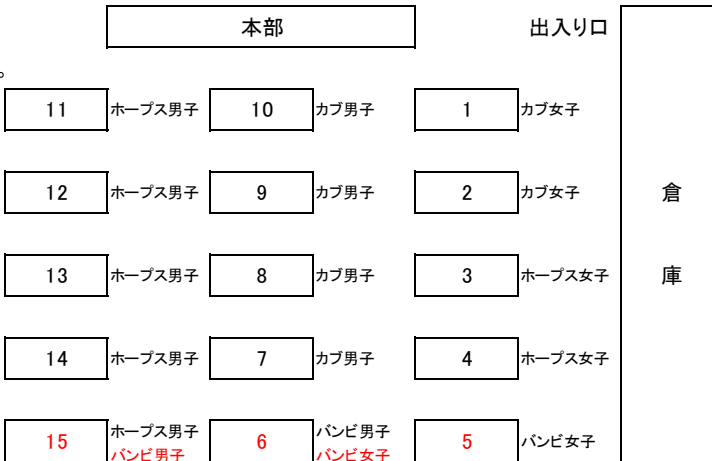 本部 出入り口
。
11 ホープス男子 10 カブ男子 1 カブ女子
12 ホープス男子 9 カブ男子 2 カブ女子 倉
13 ホープス男子 8 カブ男子 3 ホープス女子 庫
14 ホープス男子 7 カブ男子 4 ホープス女子
15 ホープス男子 6 バンビ男子 5 バンビ女子
バンビ男子 バンビ女子